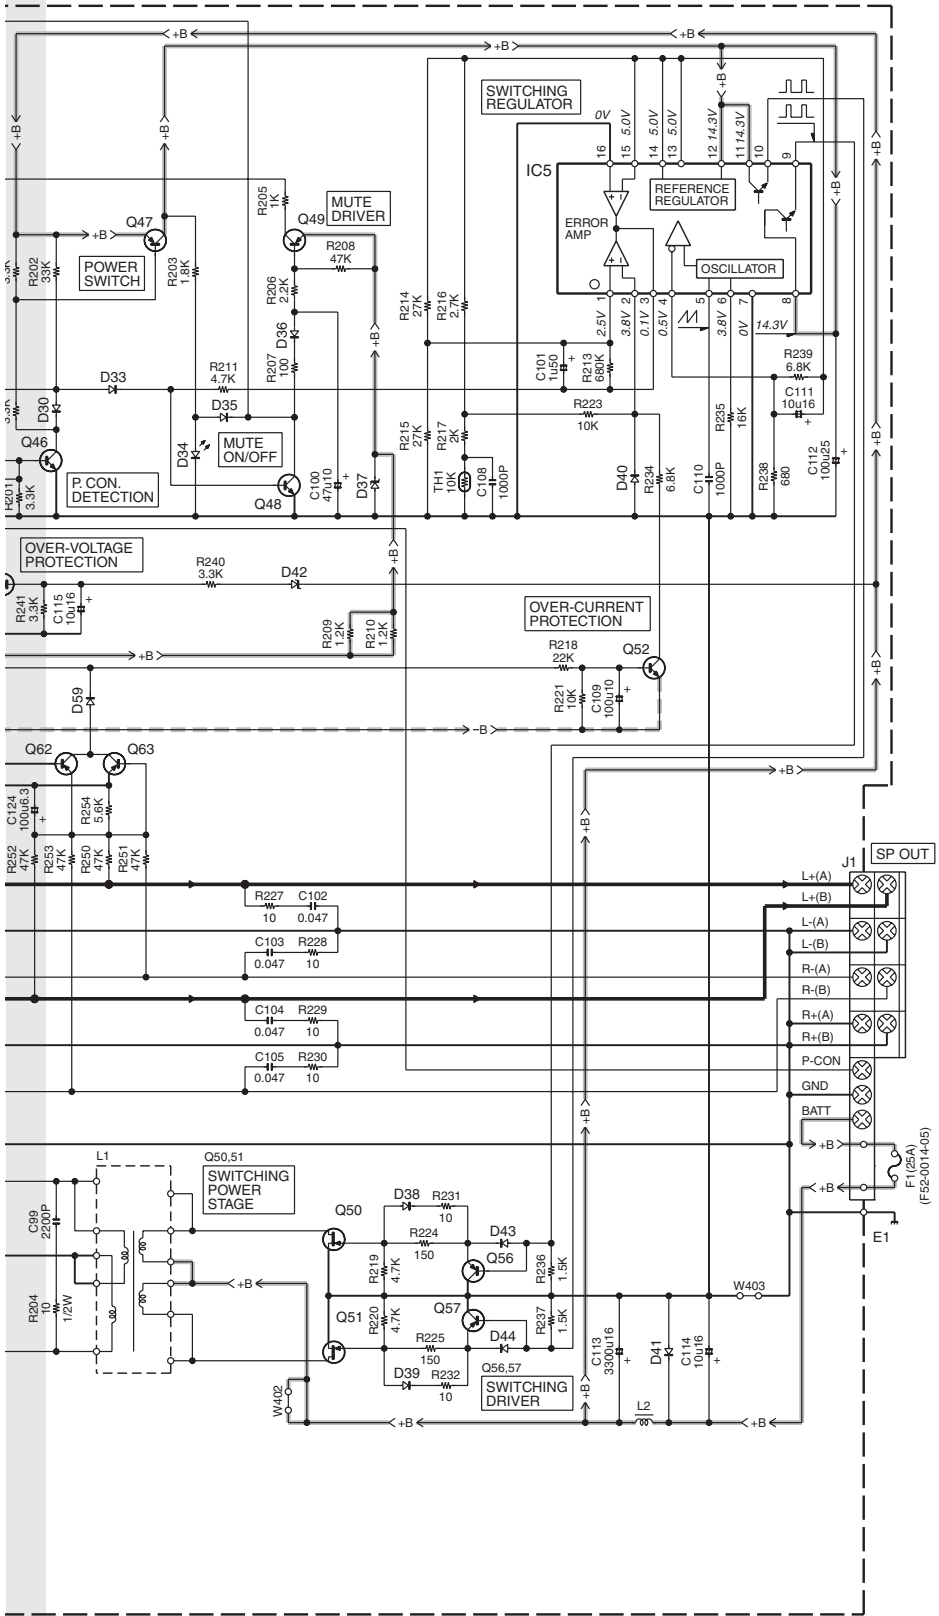 +B
+B
+B
+B
+B
+B
+B
+B
+B
+B
SWITCHING
REGULATOR
0V
5.0V
5.0V
5.0V
14.3V
14.3V
16
15
14
13
12
11
10
9
IC5
ERROR
AMP
REFERENCE
REGULATOR
OSCILLATOR
1
2
3
4
5
6
7
8
2.5V
3.8V
0.1V
0.5V
3.8V
0V
14.3V
Q47
POWER
SWITCH
R205
1K
Q49
MUTE
DRIVER
R208
47K
3.3K
R202
33K
R203
1.8K
R206
2.2K
D36
R207
100
R214
27K
R216
2.7K
D33
R211
4.7K
C101
1u50
R213
680K
R239
6.8K
C111
10u16
3.3K
D30
D35
R223
10K
R235
16K
Q46
D34
MUTE
ON/OFF
R215
27K
R217
2K
P. CON.
DETECTION
R201
3.3K
Q48
C100
47u10
D37
TH1
10K
C108
1000P
D40
R234
6.8K
C110
1000P
R238
680
C112
100u25
OVER-VOLTAGE
PROTECTION
R240
3.3K
D42
+B
R241
3.3K
C115
10u16
R209
1.2K
R210
1.2K
OVER-CURRENT
PROTECTION
+B
R218
22K
Q52
+B
D59
R221
10K
C109
100u10
–B
Q62
Q63
+B
C124
100u6.3
R254
5.6K
+B
R252
47K
R253
47K
R250
47K
R251
47K
J1
SP OUT
L+(A)
R227
10
C102
0.047
L+(B)
L-(A)
C103
0.047
R228
10
L-(B)
R-(A)
R-(B)
C104
0.047
R229
10
R+(A)
R+(B)
C105
0.047
R230
10
P-CON
GND
+B
BATT
+B
F1(25A)
(F52-0014-05)
+B
E1
L1
Q50,51
SWITCHING
POWER
STAGE
C99
2200P
R204
10
1/2W
+B
Q50
D38
R231
10
R224
150
D43
Q56
R219
4.7K
R236
1.5K
W403
Q51
R220
4.7K
Q57
R237
1.5K
R225
150
D44
D39
R232
10
Q56,57
SWITCHING
DRIVER
C113
3300u16
D41
C114
10u16
W402
+B
+B
L2
+B